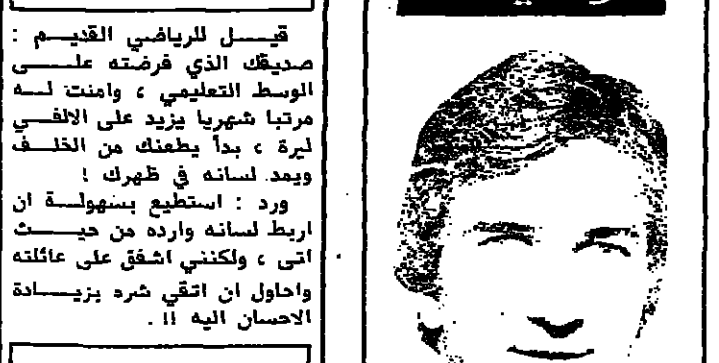 قيل للرياضي القديم :
صديقك الذي فرضته على
الوسط التعليمي ، وامنت له
مرتبا شهريا يزيد على الالفي
ليرة ، بدأ يطعنك من الخلف
ويمد لسانه في ظهرك !
ورد : استطيع بسهولة ان
اربط لسانه وارده من حيث
اتى ، ولكنني اشفق على عائلته
واحاول ان اتقي شره بزيادة
الاحسان اليه !! .